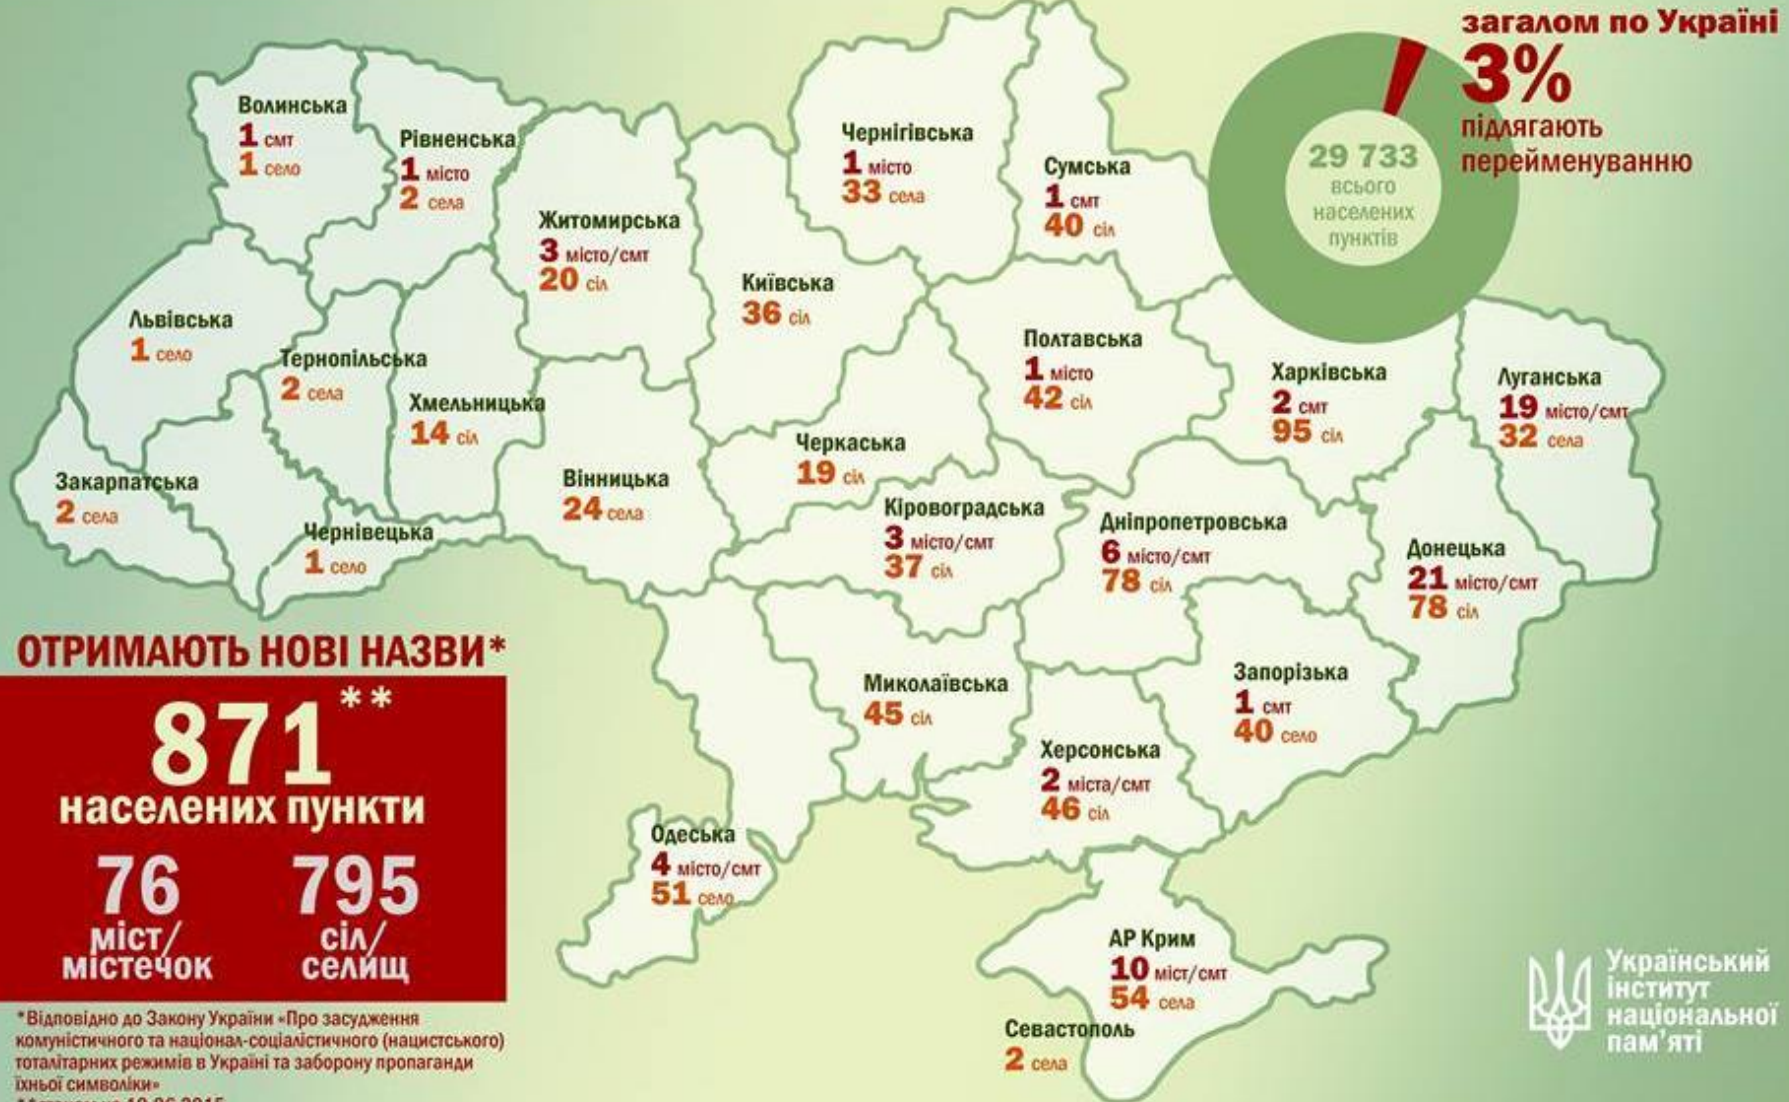 загалом по Україні
3%
підлягають
перейменуванню
29 733
всього
населених
пунктів
Волинська
1 смт
1 село
Рівненська
1 місто
2 села
Житомирська
3 місто/смт
20 сіл
Київська
36 сіл
Чернігівська
1 місто
33 села
Сумська
1 смт
40 сіл
Львівська
1 село
Тернопільська
2 села
Хмельницька
14 сіл
Полтавська
1 місто
42 сіл
Харківська
2 смт
95 сіл
Луганська
19 місто/смт
32 села
Закарпатська
2 села
Чернівецька
1 село
Вінницька
24 села
Черкаська
19 сіл
Кіровоградська
3 місто/смт
37 сіл
Дніпропетровська
6 місто/смт
78 сіл
Донецька
21 місто/смт
78 сіл
Миколаївська
45 сіл
Запорізька
1 смт
40 село
Херсонська
2 міста/смт
46 сіл
Одеська
4 місто/смт
51 село
АР Крим
10 міст/смт
54 села
Севастополь
2 села
ОТРИМАЮТЬ НОВІ НАЗВИ*
871**
населених пункти
76
міст/
містечок
795
сіл/
селищ
*Відповідно до Закону України «Про засудження
комуністичного та націонал-соціалістичного (нацистського)
тоталітарних режимів в Україні та заборону пропаганди
їхньої символіки»
Український
інститут
національної
пам'яті